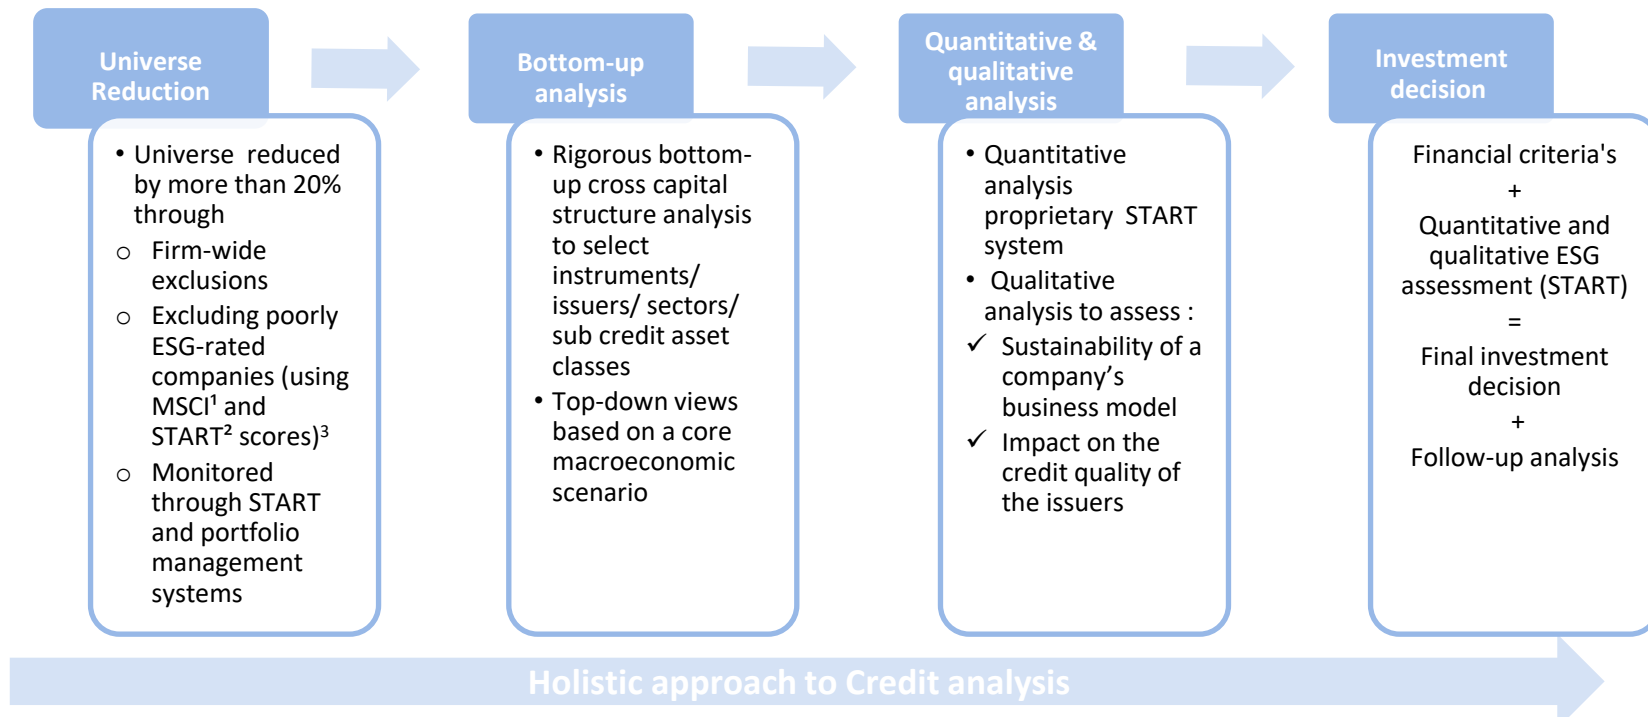 Universe
Reduction
• Universe reduced
by more than 20%
through
o Firm-wide
exclusions
o Excluding poorly
ESG-rated
companies (using
MSCI¹ and
START² scores)³
o Monitored
through START
and portfolio
management
systems
Bottom-up
analysis
• Rigorous bottom-
up cross capital
structure analysis
to select
instruments/
issuers/ sectors/
sub credit asset
classes
• Top-down views
based on a core
macroeconomic
scenario
Quantitative &
qualitative
analysis
• Quantitative
analysis
proprietary START
system
• Qualitative
analysis to assess :
✓ Sustainability of a
company’s
business model
✓ Impact on the
credit quality of
the issuers
Investment
decision
Financial criteria's
+
Quantitative and
qualitative ESG
assessment (START)
=
Final investment
decision
+
Follow-up analysis
Holistic approach to Credit analysis